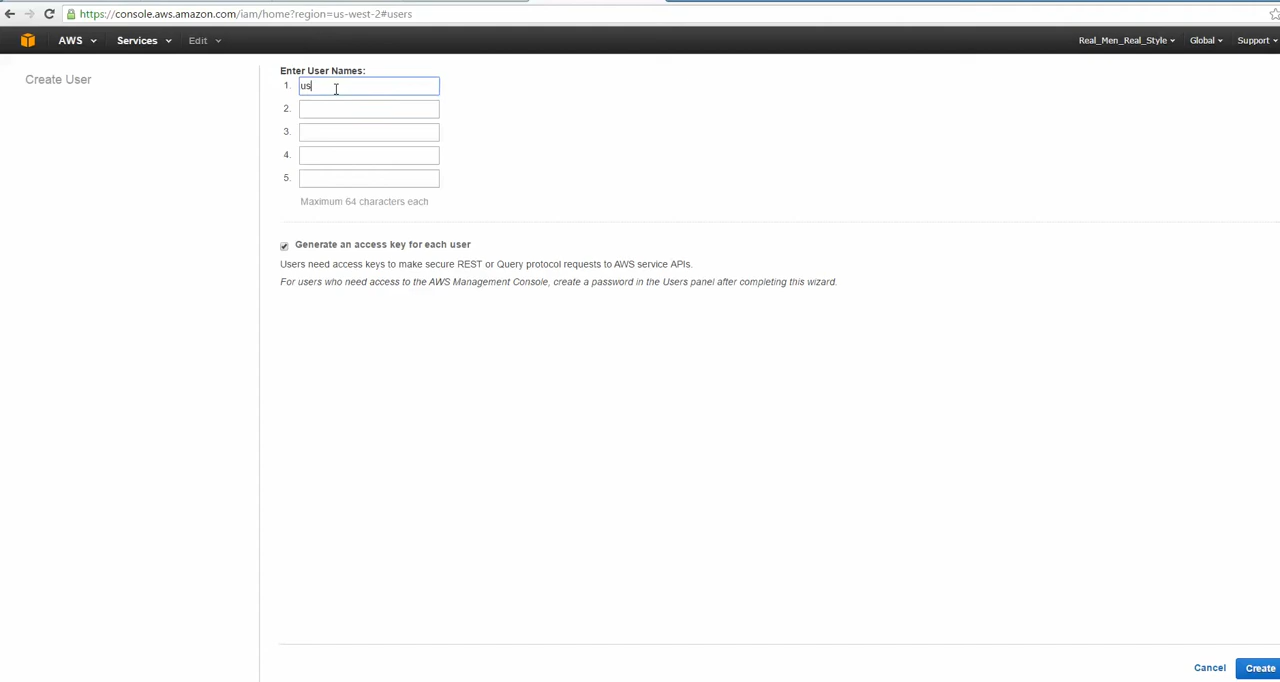 https://console.aws.amazon.com/iam/home?region=us-west-2#users
AWS Services Edit Real_Men_Real_Style Global Support
Create User
Enter User Names:
1. us
2.
3.
4.
5.
Maximum 64 characters each
Generate an access key for each user
Users need access keys to make secure REST or Query protocol requests to AWS service APIs.
For users who need access to the AWS Management Console, create a password in the Users panel after completing this wizard.
Cancel Create